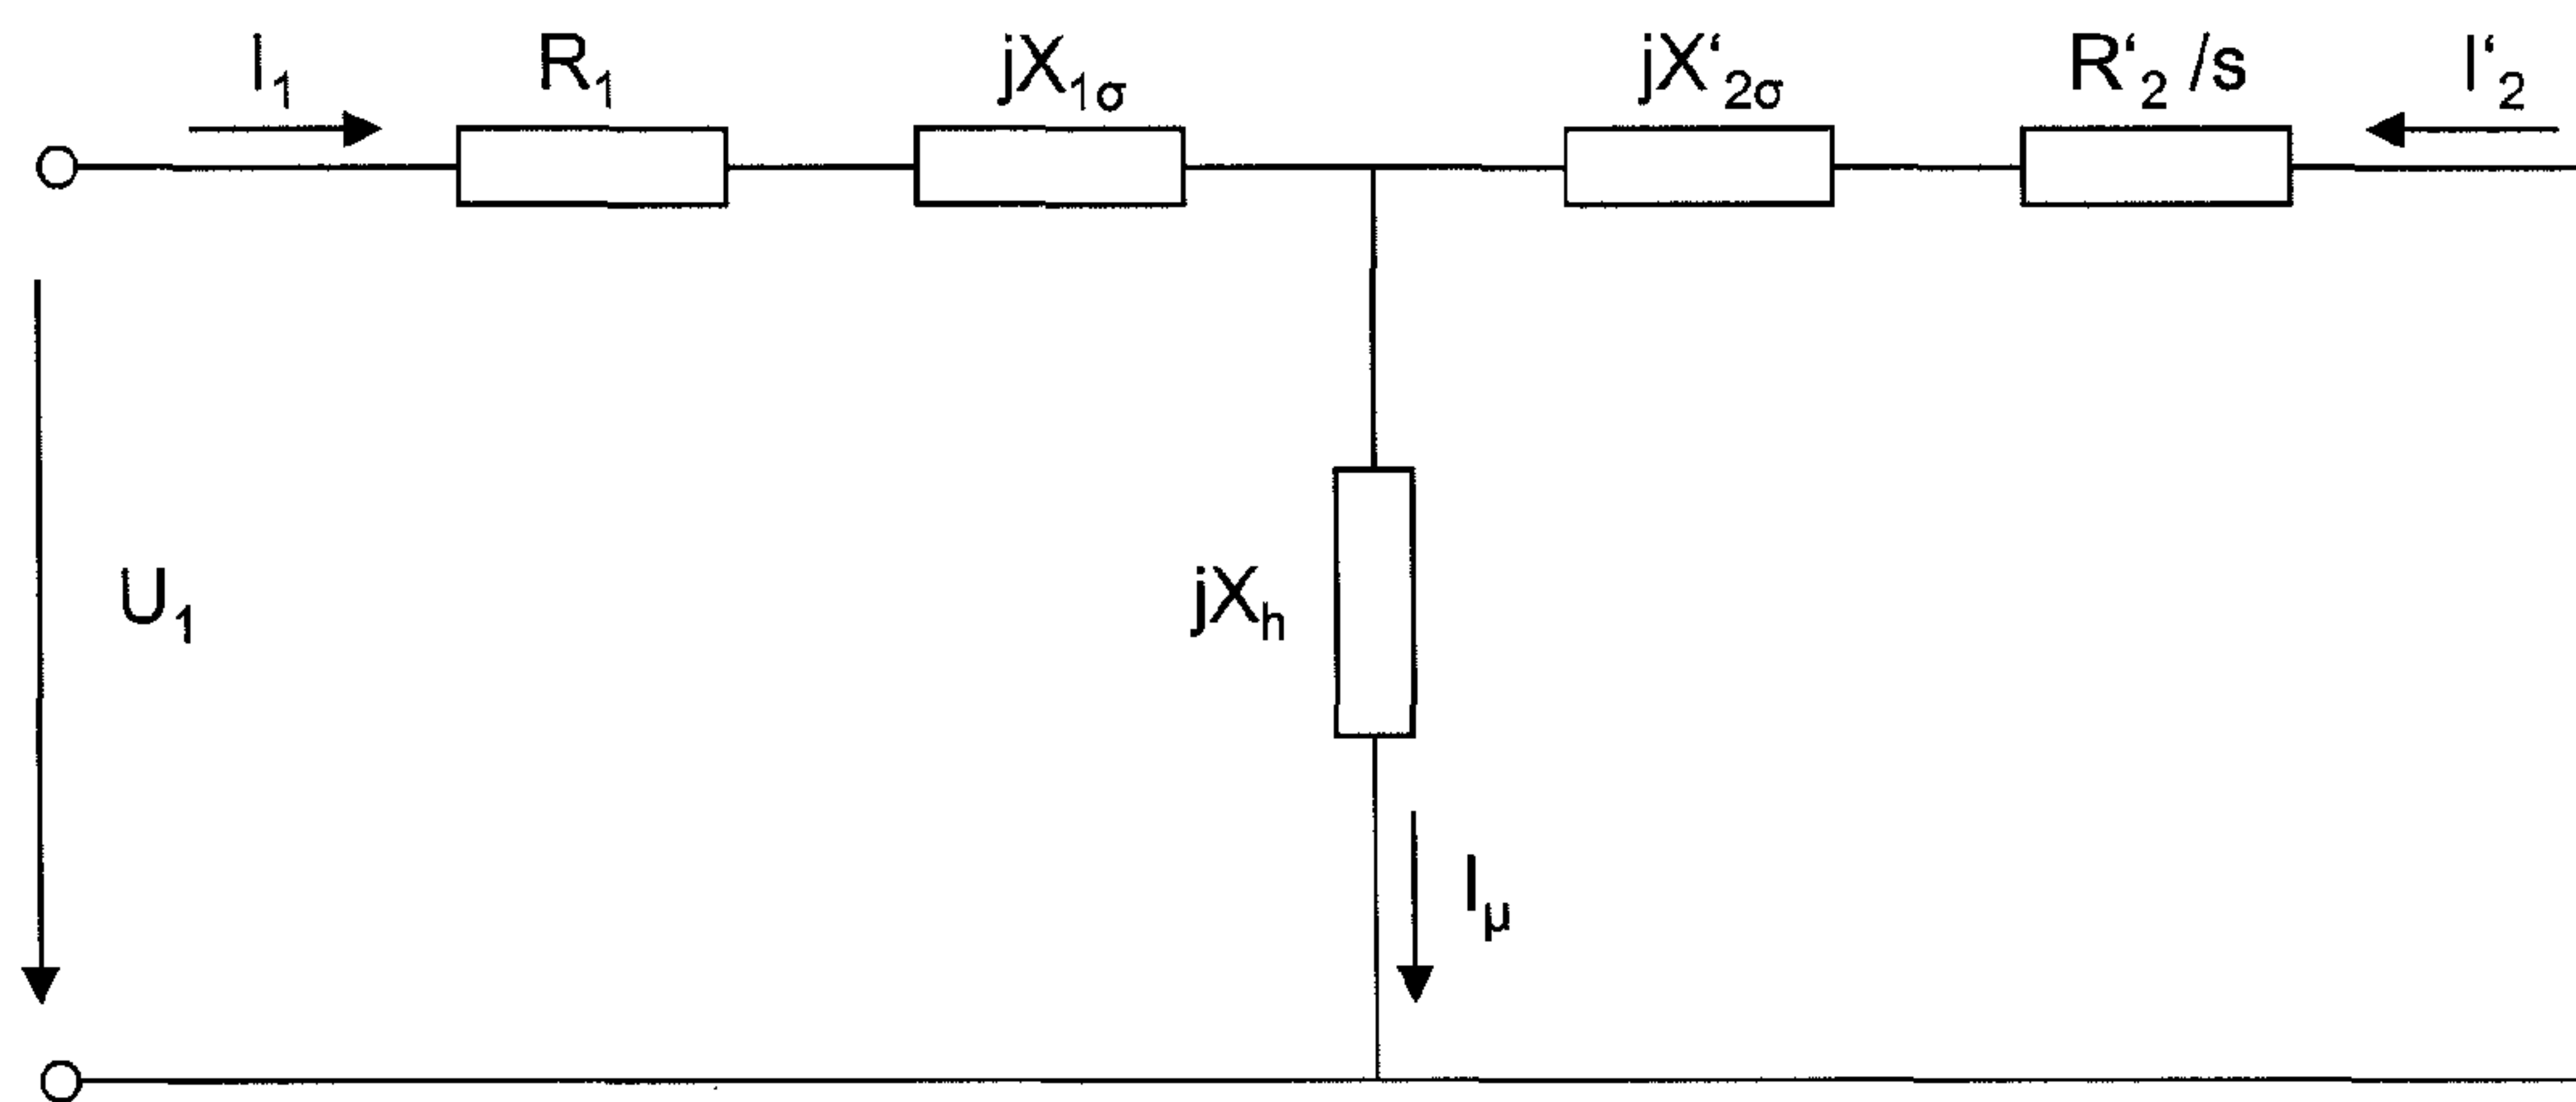 I₁ R₁ jX₁σ jX‘₂σ R‘₂ /s I‘₂
U₁ jXₕ
Iμ